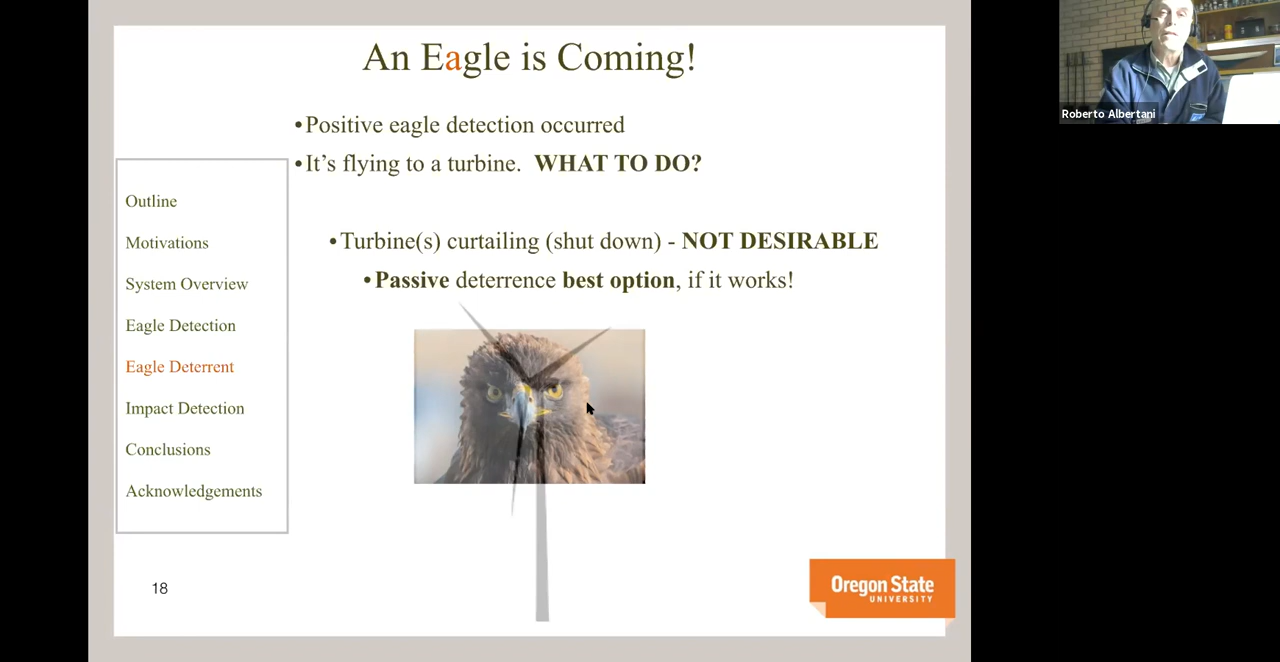 An Eagle is Coming!
•Positive eagle detection occurred
•It's flying to a turbine.  WHAT TO DO?
•Turbine(s) curtailing (shut down) - NOT DESIRABLE
•Passive deterrence best option, if it works!
Outline
Motivations
System Overview
Eagle Detection
Eagle Deterrent
Impact Detection
Conclusions
Acknowledgements
18
Oregon State
UNIVERSITY
Roberto Albertani